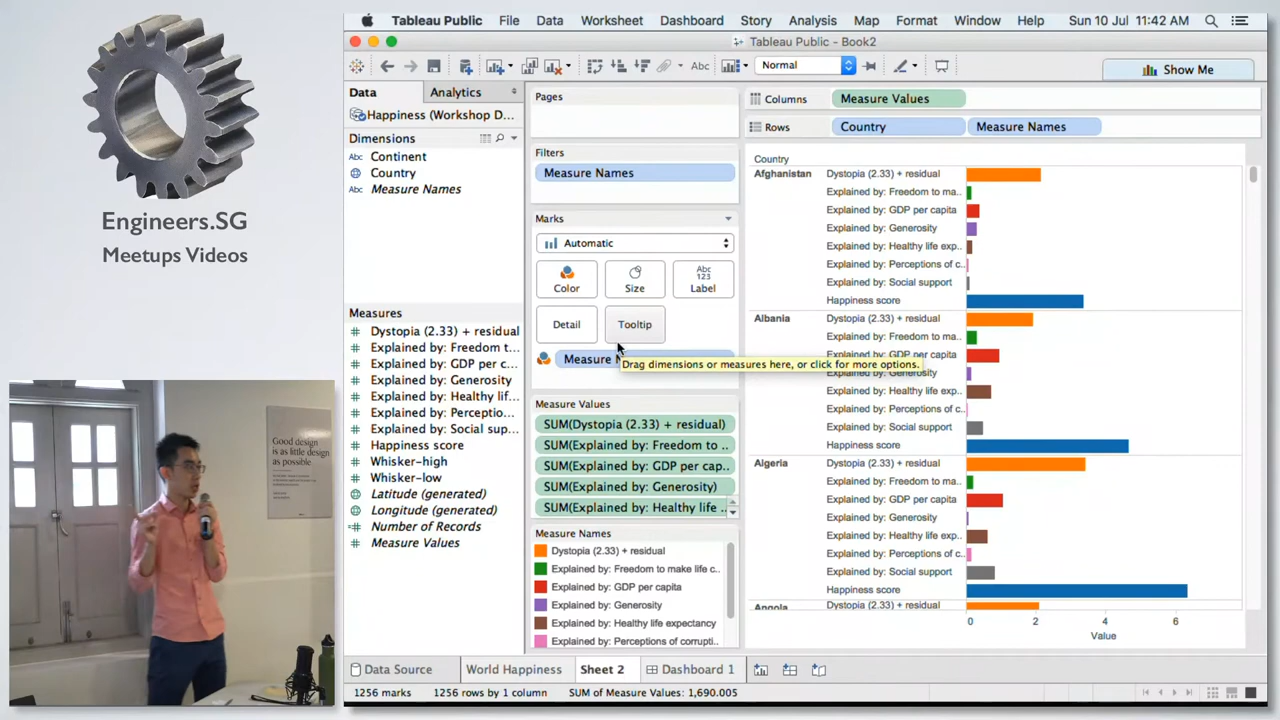 Engineers.SG
Meetups Videos
Good design
is as little design
as possible
Tableau Public File Data Worksheet Dashboard Story Analysis Map Format Window Help Sun 10 Jul 11:42 AM
Tableau Public - Book2
Abc Normal Show Me
Data Analytics
Happiness (Workshop D...
Dimensions
Abc Continent
Country
Abc Measure Names
Measures
Dystopia (2.33) + residual
Explained by: Freedom t...
Explained by: GDP per c...
Explained by: Generosity
Explained by: Healthy lif...
Explained by: Perceptio...
Explained by: Social sup...
Happiness score
Whisker-high
Whisker-low
Latitude (generated)
Longitude (generated)
Number of Records
Measure Values
Pages
Filters
Measure Names
Marks
Automatic
Color Size Abc 123 Label
Detail Tooltip
Measure
Drag dimensions or measures here, or click for more options.
Measure Values
SUM(Dystopia (2.33) + residual)
SUM(Explained by: Freedom to ..
SUM(Explained by: GDP per cap..
SUM(Explained by: Generosity)
SUM(Explained by: Healthy life ..
Measure Names
Dystopia (2.33) + residual
Explained by: Freedom to make life c..
Explained by: GDP per capita
Explained by: Generosity
Explained by: Healthy life expectancy
Explained by: Perceptions of corrupti..
Columns Measure Values
Rows Country Measure Names
Country
Afghanistan Dystopia (2.33) + residual
Explained by: Freedom to ma..
Explained by: GDP per capita
Explained by: Generosity
Explained by: Healthy life exp..
Explained by: Perceptions of c..
Explained by: Social support
Happiness score
Albania Dystopia (2.33) + residual
Explained by: Freedom to ma..
Explained by: GDP per capita
Explained by: Generosity
Explained by: Healthy life exp..
Explained by: Perceptions of c..
Explained by: Social support
Happiness score
Algeria Dystopia (2.33) + residual
Explained by: Freedom to ma..
Explained by: GDP per capita
Explained by: Generosity
Explained by: Healthy life exp..
Explained by: Perceptions of c..
Explained by: Social support
Happiness score
Angola Dystopia (2.33) + residual
0 2 4 6
Value
Data Source World Happiness Sheet 2 Dashboard 1
1256 marks 1256 rows by 1 column SUM of Measure Values: 1,690.005